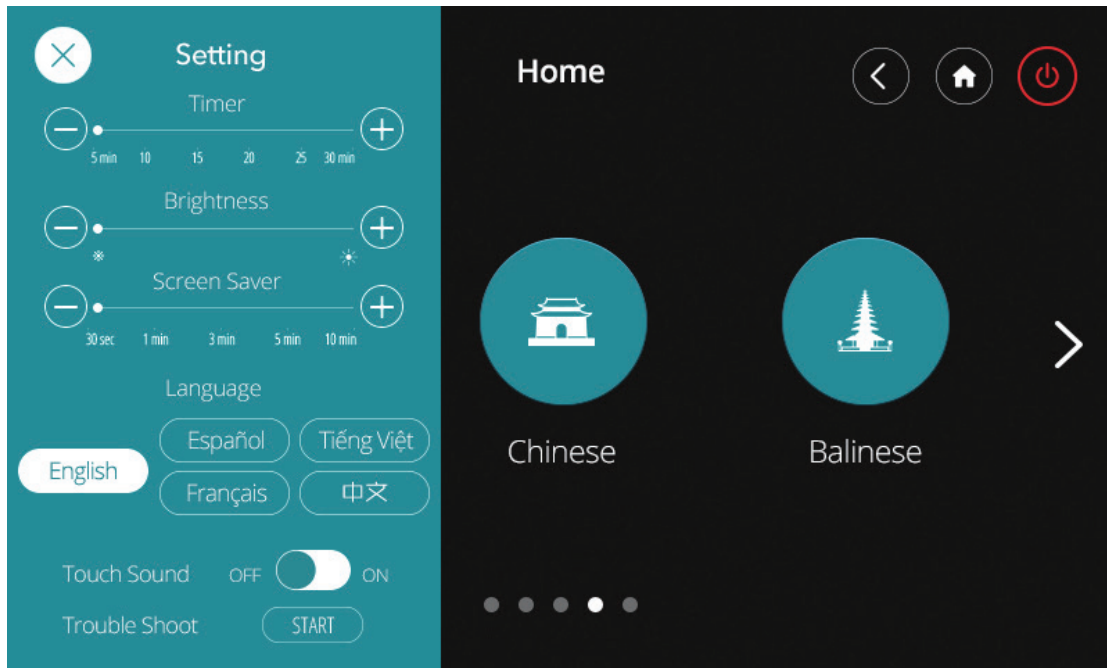 Setting
Timer
5 min 10 15 20 25 30 min
Brightness
Screen Saver
30 sec 1 min 3 min 5 min 10 min
Language
English
Español
Tiếng Việt
Français
中文
Touch Sound OFF ON
Trouble Shoot START
Home
Chinese
Balinese